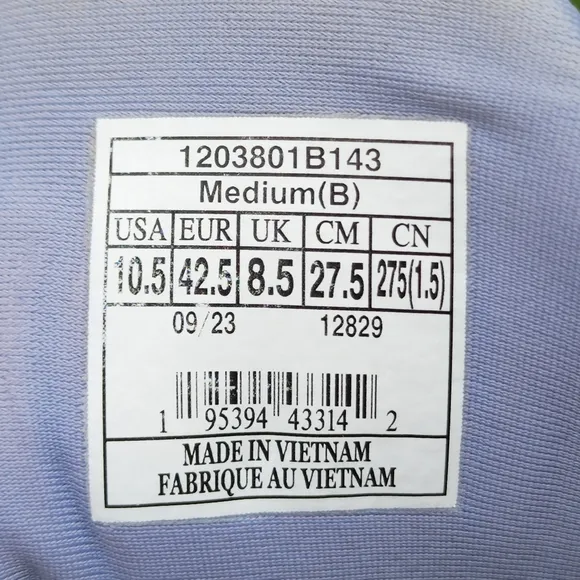 1203801B143
Medium(B)
USA EUR UK CM CN
10.5 42.5 8.5 27.5 275(1.5)
09/23 12829
1 95394 43314 2
MADE IN VIETNAM
FABRIQUE AU VIETNAM